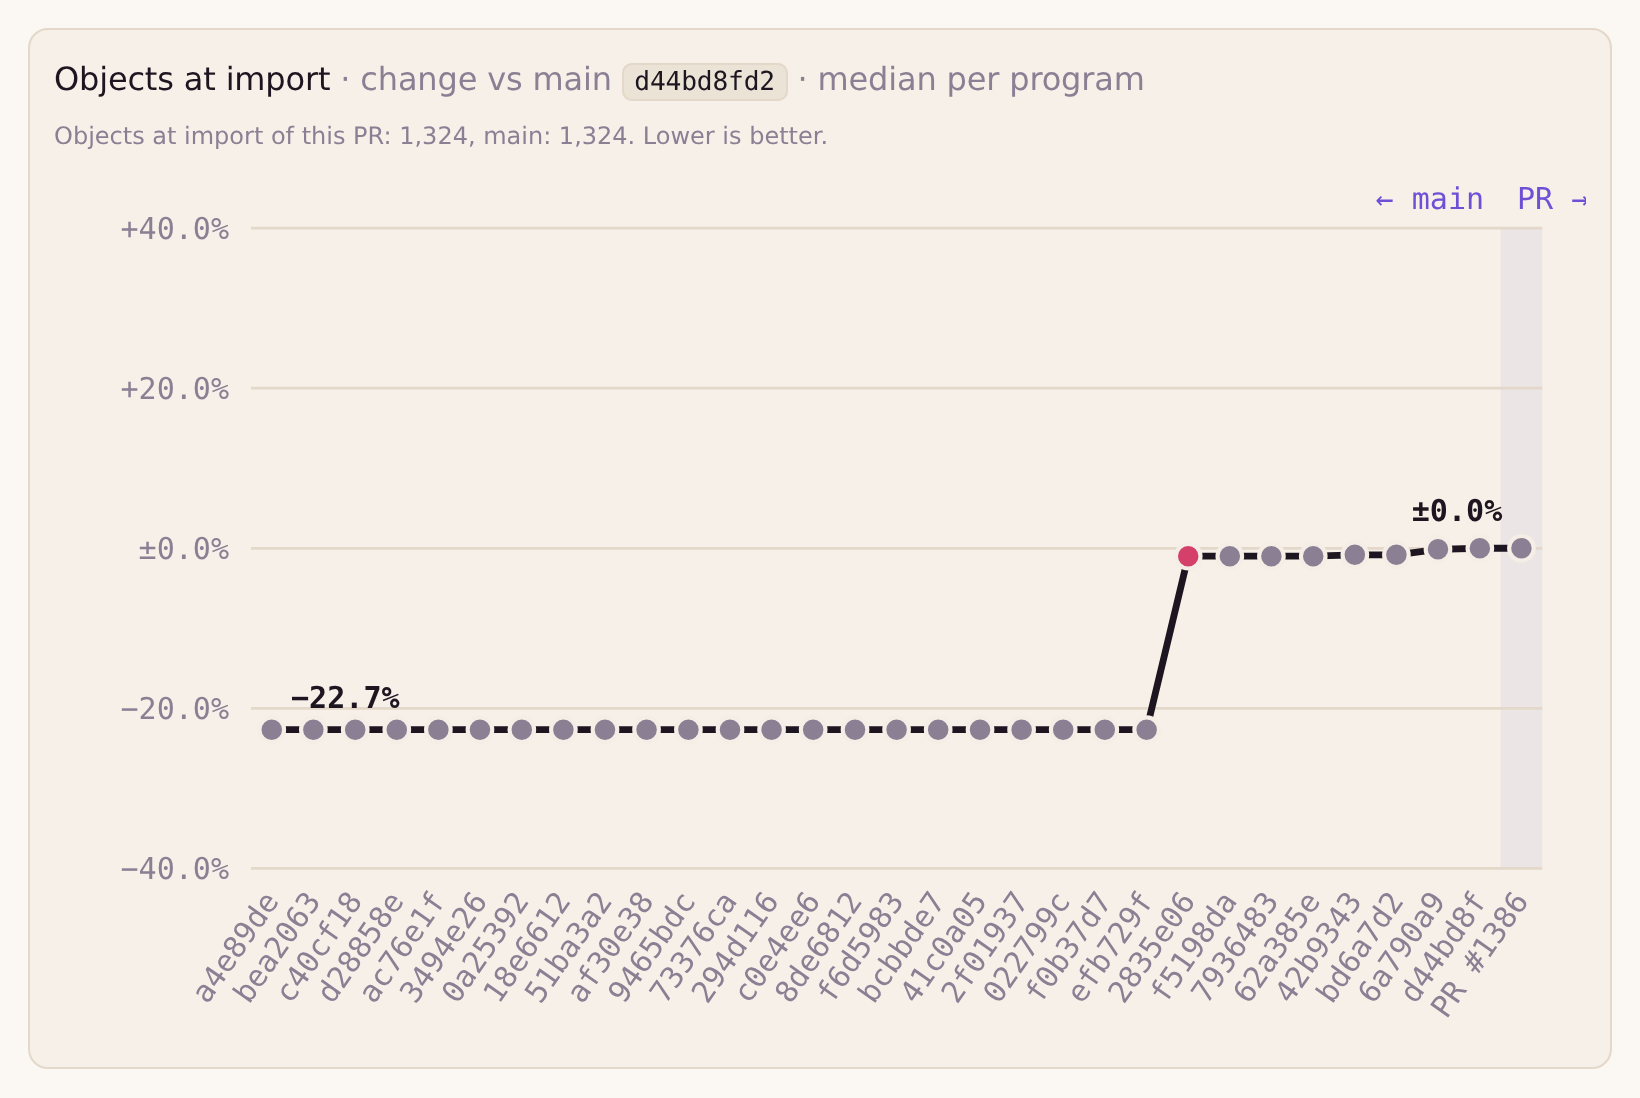 Objects at import · change vs main d44bd8fd2 · median per program
Objects at import of this PR: 1,324, main: 1,324. Lower is better.
← main PR →
+40.0%
+20.0%
±0.0%
−20.0%
−40.0%
±0.0%
−22.7%
a4e89de
bea2063
c40cf18
d28858e
ac76e1f
3494e26
0a25392
18e6612
51ba3a2
af30e38
9465bdc
73376ca
294d116
c0e4ee6
8de6812
f6d5983
bcbbde7
41c0a05
2f01937
022799c
f0b37d7
efb729f
2835e06
f5198da
7936483
62a385e
42b9343
bd6a7d2
6a790a9
d44bd8f
PR #1386